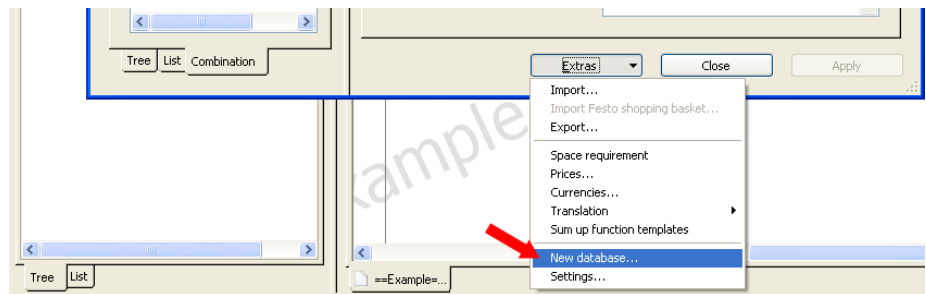 Tree List Combination
Extras Close Apply
Import...
Import Festo shopping basket...
Export...
Space requirement
Prices...
Currencies...
Translation
Sum up function templates
New database...
Settings...
Tree List
==Example=...